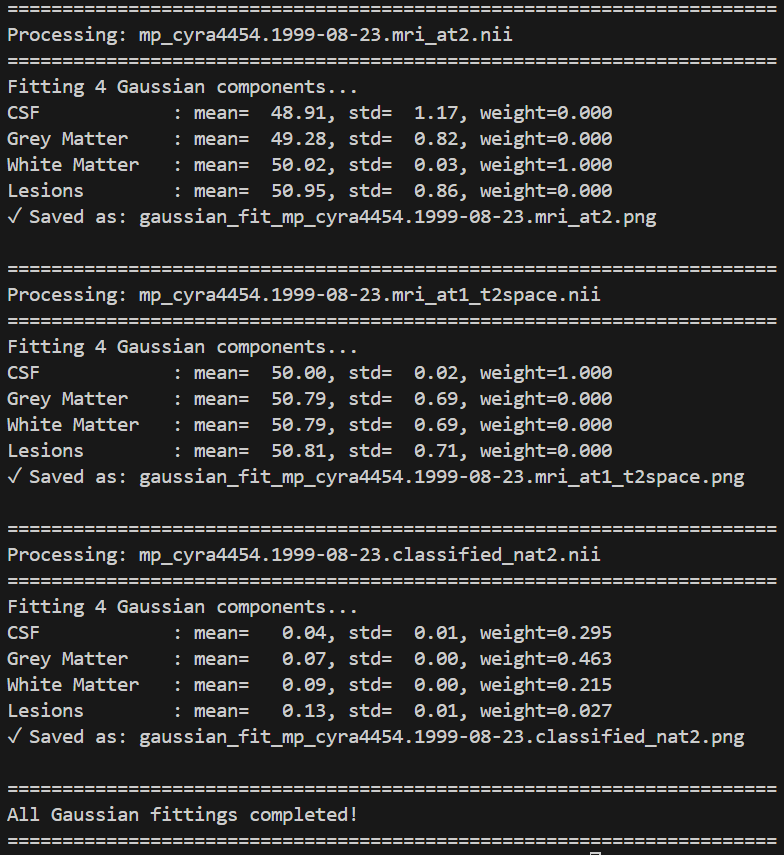 ======================================================================
Processing: mp_cyra4454.1999-08-23.mri_at2.nii
======================================================================
Fitting 4 Gaussian components...
CSF            : mean=  48.91, std=  1.17, weight=0.000
Grey Matter    : mean=  49.28, std=  0.82, weight=0.000
White Matter   : mean=  50.02, std=  0.03, weight=1.000
Lesions        : mean=  50.95, std=  0.86, weight=0.000
✓ Saved as: gaussian_fit_mp_cyra4454.1999-08-23.mri_at2.png

======================================================================
Processing: mp_cyra4454.1999-08-23.mri_at1_t2space.nii
======================================================================
Fitting 4 Gaussian components...
CSF            : mean=  50.00, std=  0.02, weight=1.000
Grey Matter    : mean=  50.79, std=  0.69, weight=0.000
White Matter   : mean=  50.79, std=  0.69, weight=0.000
Lesions        : mean=  50.81, std=  0.71, weight=0.000
✓ Saved as: gaussian_fit_mp_cyra4454.1999-08-23.mri_at1_t2space.png

======================================================================
Processing: mp_cyra4454.1999-08-23.classified_nat2.nii
======================================================================
Fitting 4 Gaussian components...
CSF            : mean=   0.04, std=  0.01, weight=0.295
Grey Matter    : mean=   0.07, std=  0.00, weight=0.463
White Matter   : mean=   0.09, std=  0.00, weight=0.215
Lesions        : mean=   0.13, std=  0.01, weight=0.027
✓ Saved as: gaussian_fit_mp_cyra4454.1999-08-23.classified_nat2.png

======================================================================
All Gaussian fittings completed!
======================================================================